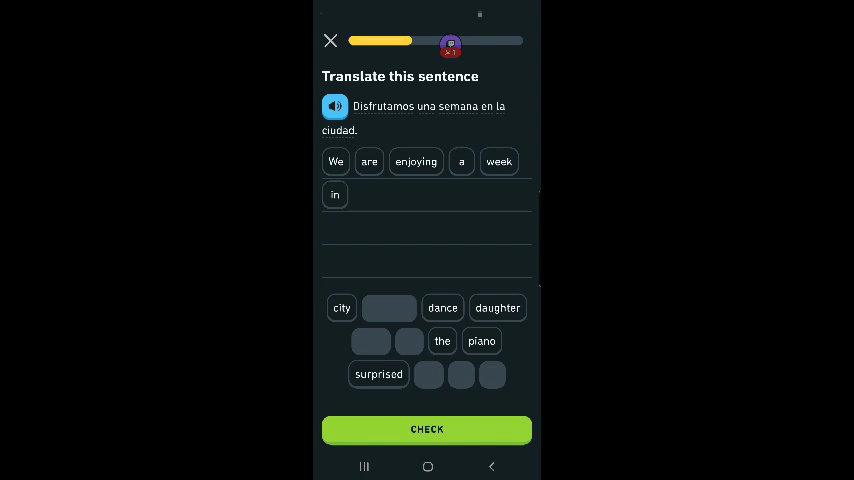 Translate this sentence
Disfrutamos una semana en la
ciudad.
We are enjoying a week
in
city dance daughter
the piano
surprised
CHECK